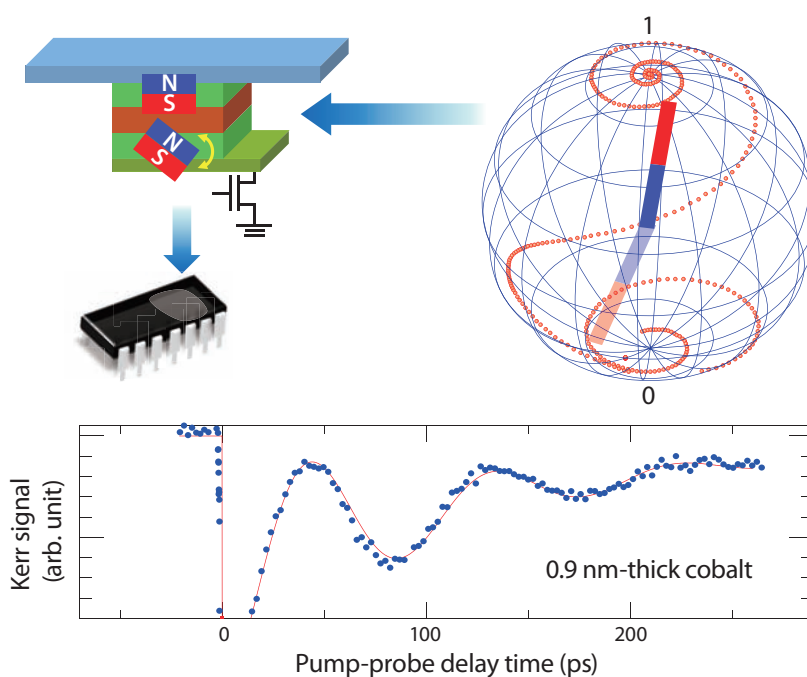 N
S
N
S
1
0
Kerr signal
(arb. unit)
0.9 nm-thick cobalt
0
100
200
Pump-probe delay time (ps)